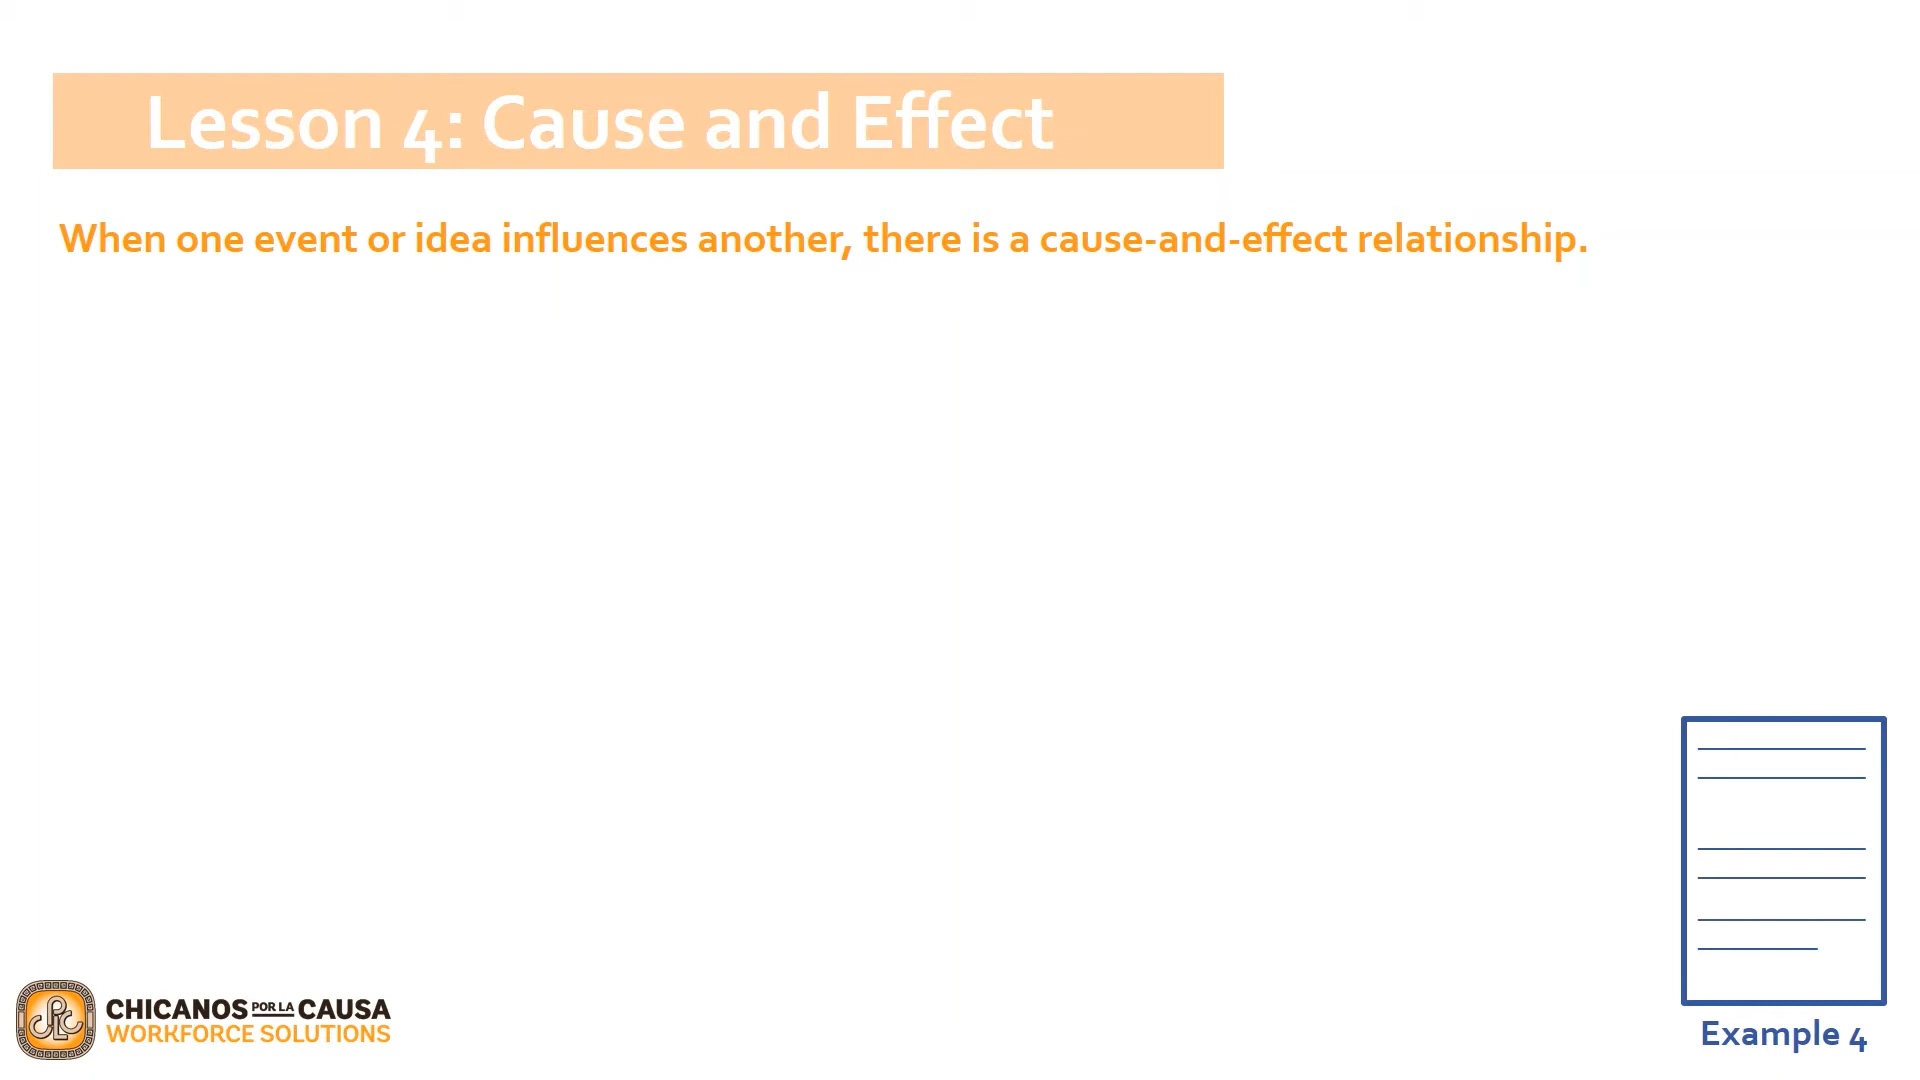 Lesson 4: Cause and Effect
When one event or idea influences another, there is a cause-and-effect relationship.
CHICANOS POR LA CAUSA
WORKFORCE SOLUTIONS
Example 4